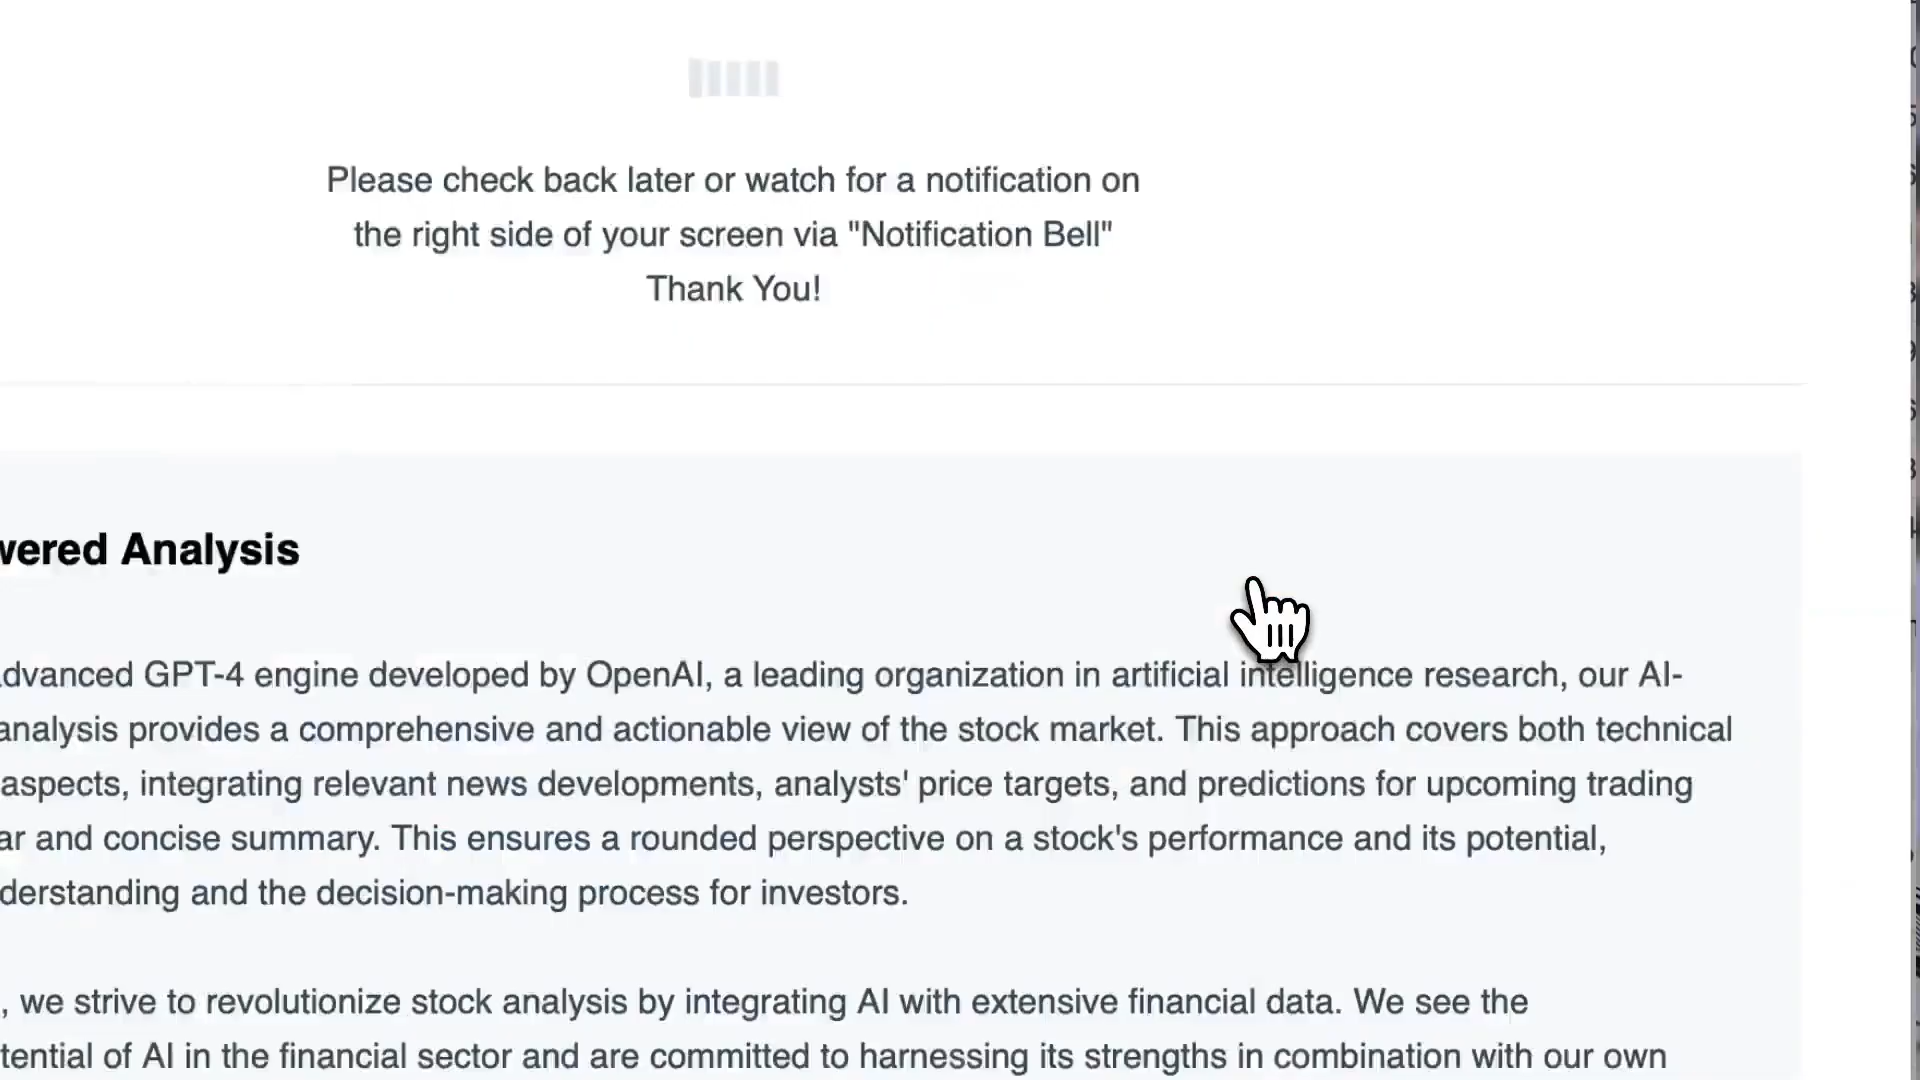 Please check back later or watch for a notification on
the right side of your screen via "Notification Bell"
Thank You!
wered Analysis
dvanced GPT-4 engine developed by OpenAI, a leading organization in artificial intelligence research, our AI-
analysis provides a comprehensive and actionable view of the stock market. This approach covers both technical
aspects, integrating relevant news developments, analysts' price targets, and predictions for upcoming trading
ar and concise summary. This ensures a rounded perspective on a stock's performance and its potential,
derstanding and the decision-making process for investors.
, we strive to revolutionize stock analysis by integrating AI with extensive financial data. We see the
tential of AI in the financial sector and are committed to harnessing its strengths in combination with our own